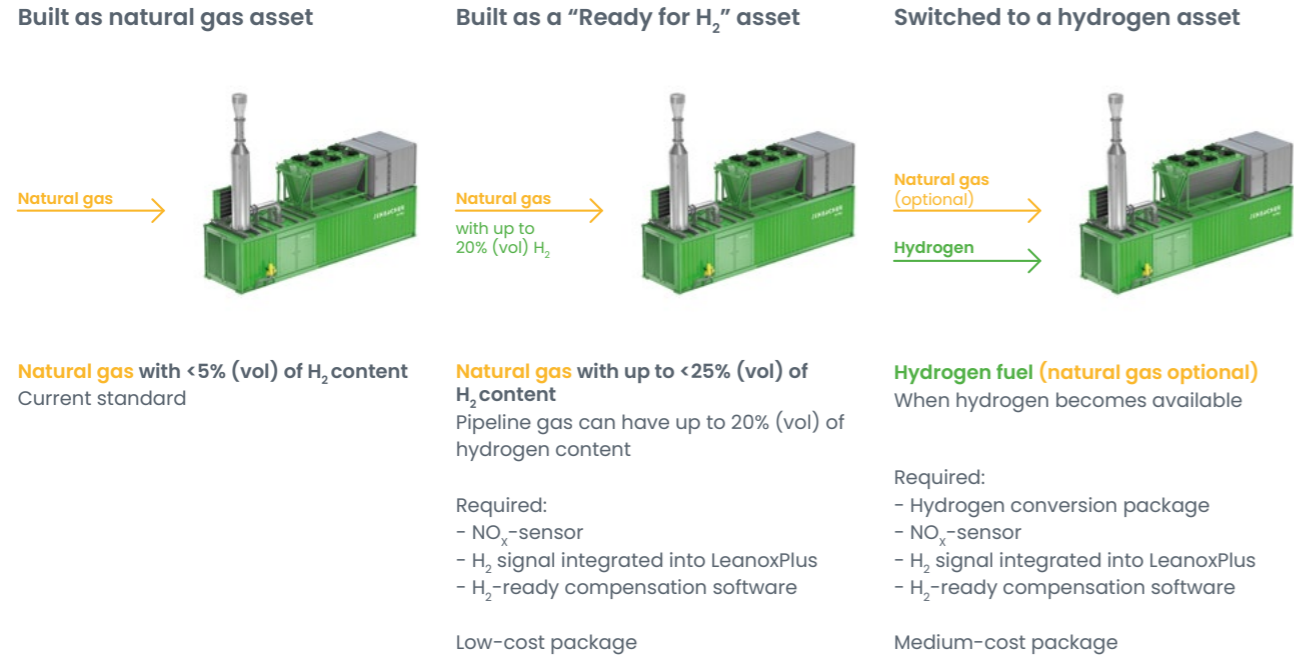 Built as natural gas asset
Natural gas
JENBACHER
Natural gas with <5% (vol) of H₂ content
Current standard
Built as a “Ready for H₂” asset
Natural gas
with up to
20% (vol) H₂
JENBACHER
Natural gas with up to <25% (vol) of
H₂ content
Pipeline gas can have up to 20% (vol) of
hydrogen content
Required:
- NOₓ-sensor
- H₂ signal integrated into LeanoxPlus
- H₂-ready compensation software
Low-cost package
Switched to a hydrogen asset
Natural gas
(optional)
Hydrogen
JENBACHER
Hydrogen fuel (natural gas optional)
When hydrogen becomes available
Required:
- Hydrogen conversion package
- NOₓ-sensor
- H₂ signal integrated into LeanoxPlus
- H₂-ready compensation software
Medium-cost package